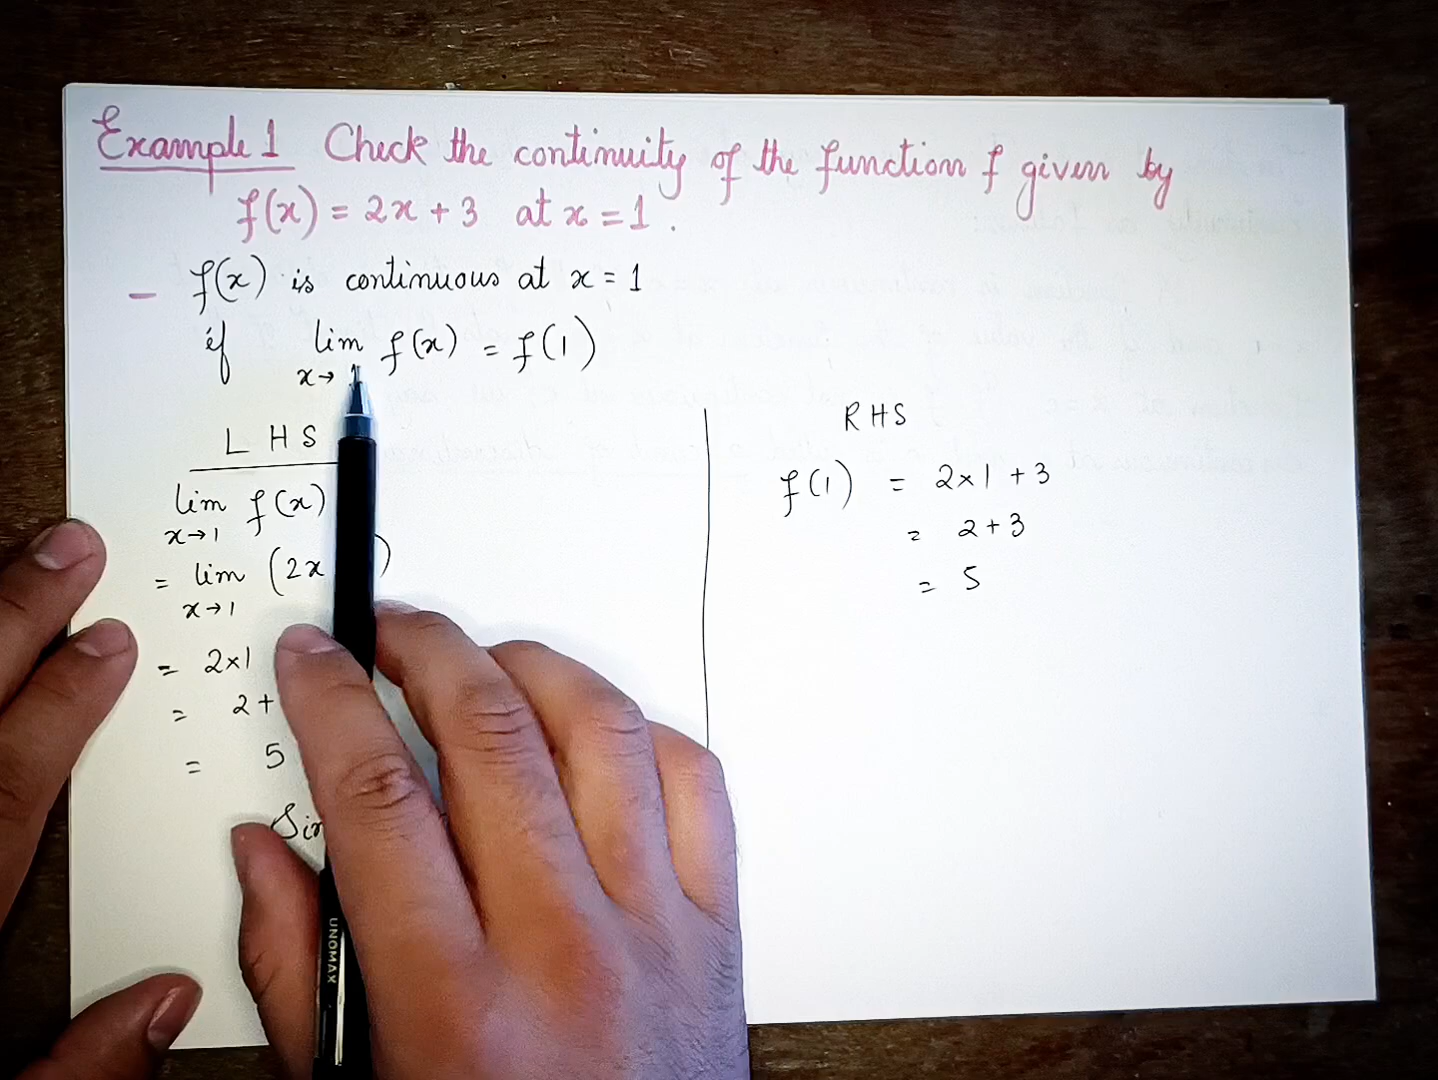 Example 1 Check the continuity of the function f given by
f(x) = 2x + 3 at x = 1.
- f(x) is continuous at x = 1
if lim f(x) = f(1)
x→1
LHS
lim f(x)
x→1
= lim (2x )
x→1
= 2×1
= 2+
= 5
RHS
f(1) = 2×1 + 3
= 2 + 3
= 5
UNOMAX